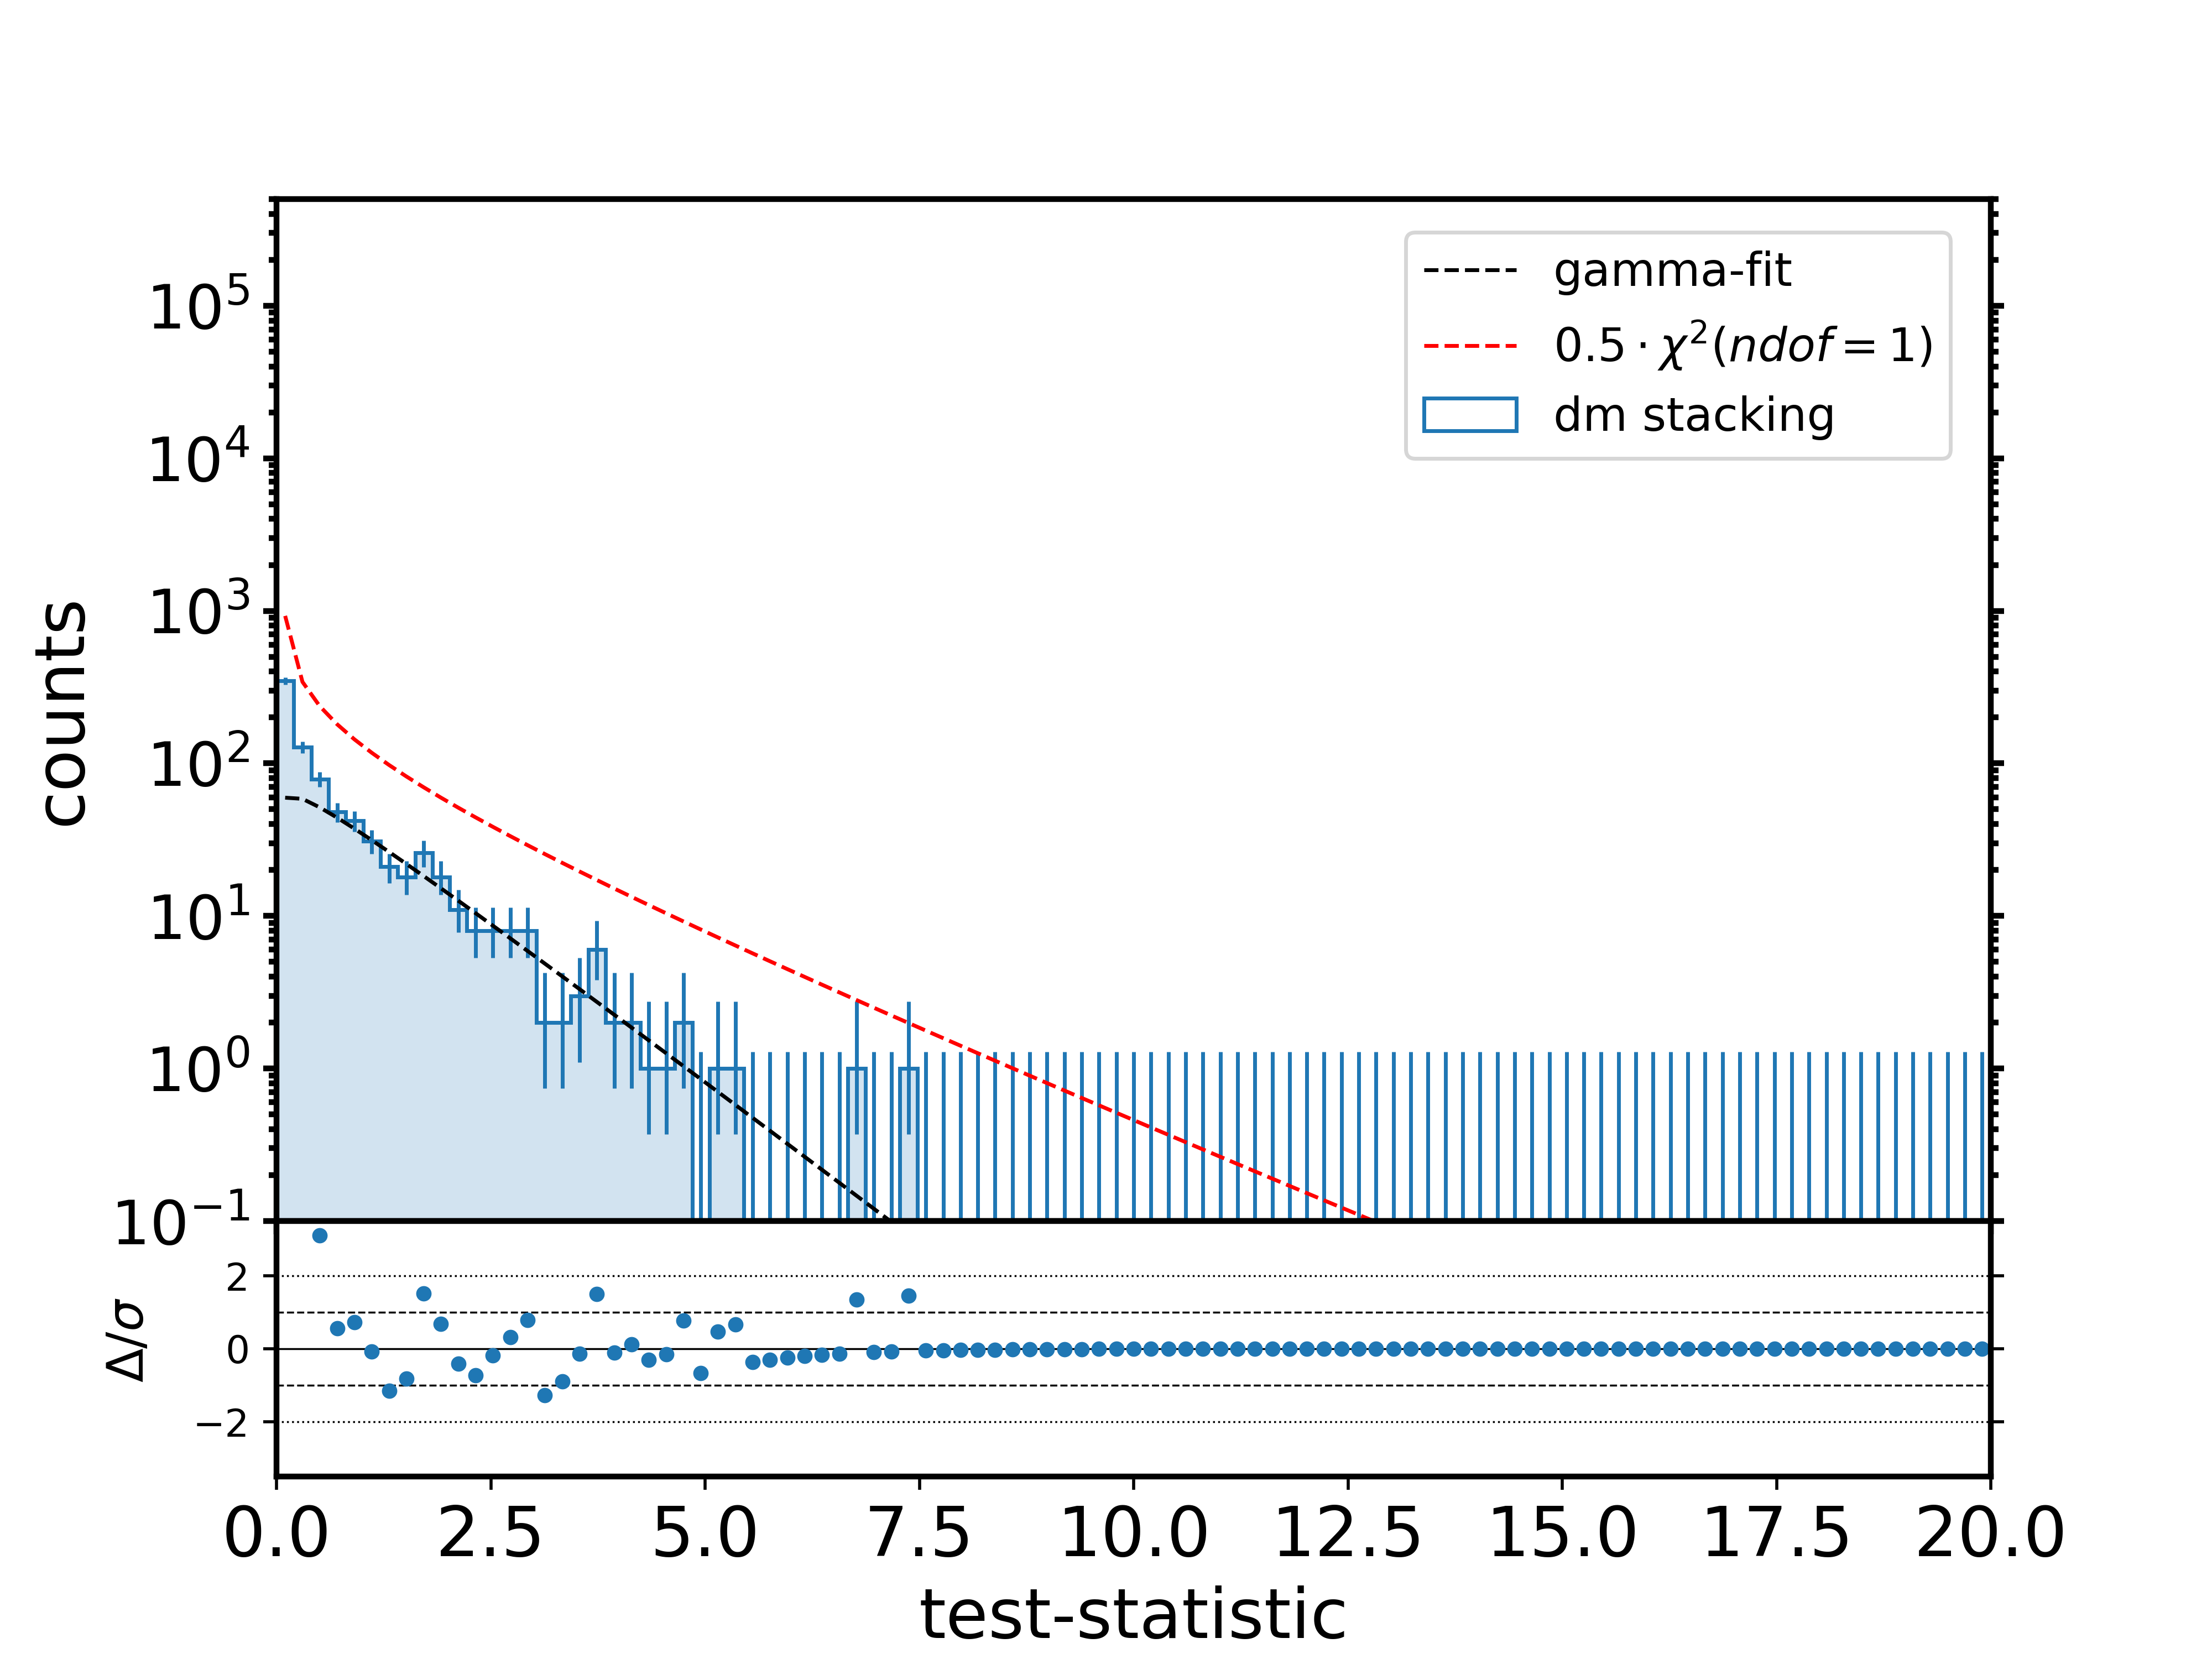 gamma-fit
0.5 · χ²(ndof = 1)
dm stacking
counts
10⁵
10⁴
10³
10²
10¹
10⁰
10⁻¹
Δ/σ
2
0
−2
0.0 2.5 5.0 7.5 10.0 12.5 15.0 17.5 20.0
test-statistic